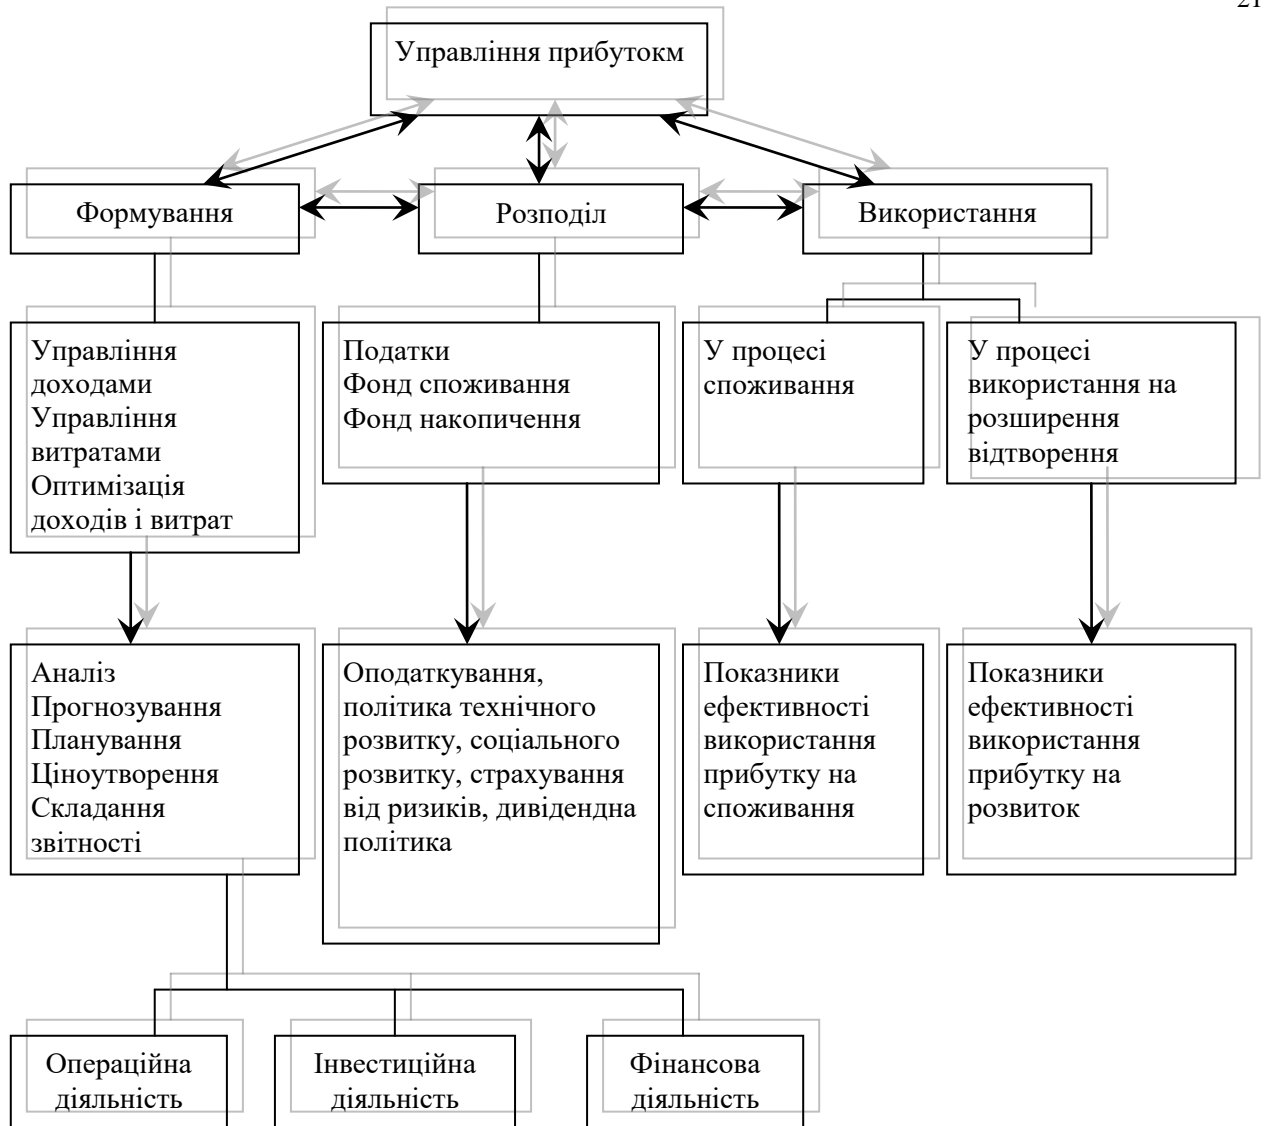 21
Управління прибутокм
Формування
Розподіл
Використання
Управління
доходами
Управління
витратами
Оптимізація
доходів і витрат
Податки
Фонд споживання
Фонд накопичення
У процесі
споживання
У процесі
використання на
розширення
відтворення
Аналіз
Прогнозування
Планування
Ціноутворення
Складання
звітності
Оподаткування,
політика технічного
розвитку, соціального
розвитку, страхування
від ризиків, дивідендна
політика
Показники
ефективності
використання
прибутку на
споживання
Показники
ефективності
використання
прибутку на
розвиток
Операційна
діяльність
Інвестиційна
діяльність
Фінансова
діяльність